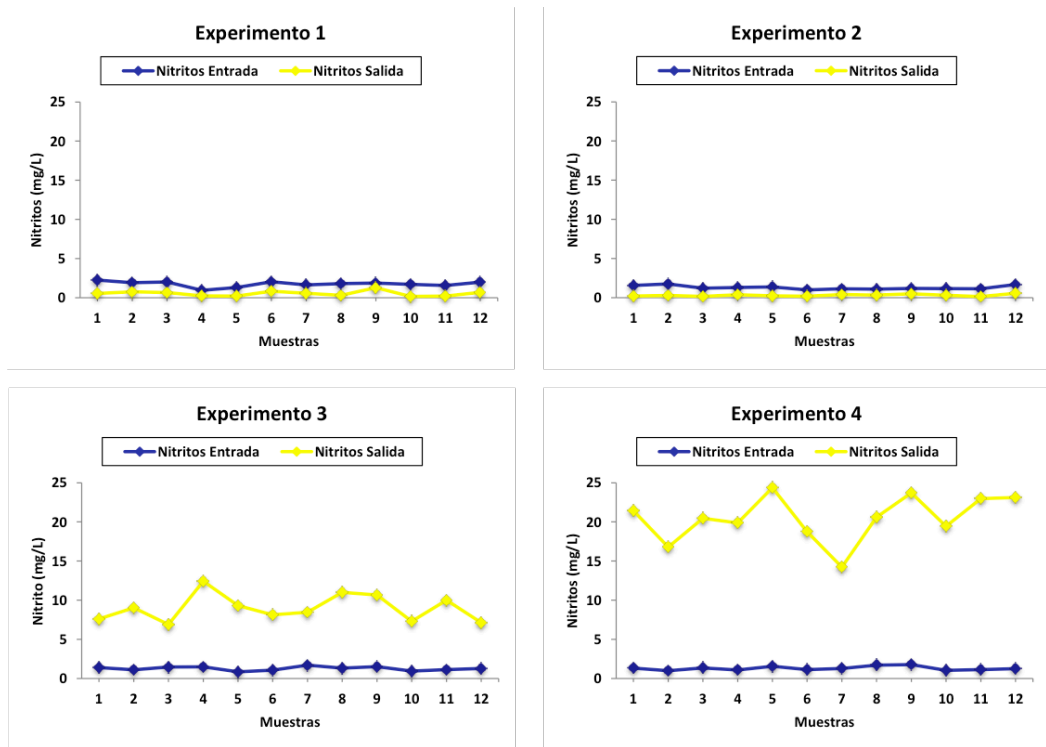 Experimento 1
Nitritos Entrada Nitritos Salida
25
20
15
10
5
0
Nitritos (mg/L)
1 2 3 4 5 6 7 8 9 10 11 12
Muestras
Experimento 2
Nitritos Entrada Nitritos Salida
25
20
15
10
5
0
Nitritos (mg/L)
1 2 3 4 5 6 7 8 9 10 11 12
Muestras
Experimento 3
Nitritos Entrada Nitritos Salida
25
20
15
10
5
0
Nitrito (mg/L)
1 2 3 4 5 6 7 8 9 10 11 12
Muestras
Experimento 4
Nitritos Entrada Nitritos Salida
25
20
15
10
5
0
Nitritos (mg/L)
1 2 3 4 5 6 7 8 9 10 11 12
Muestras